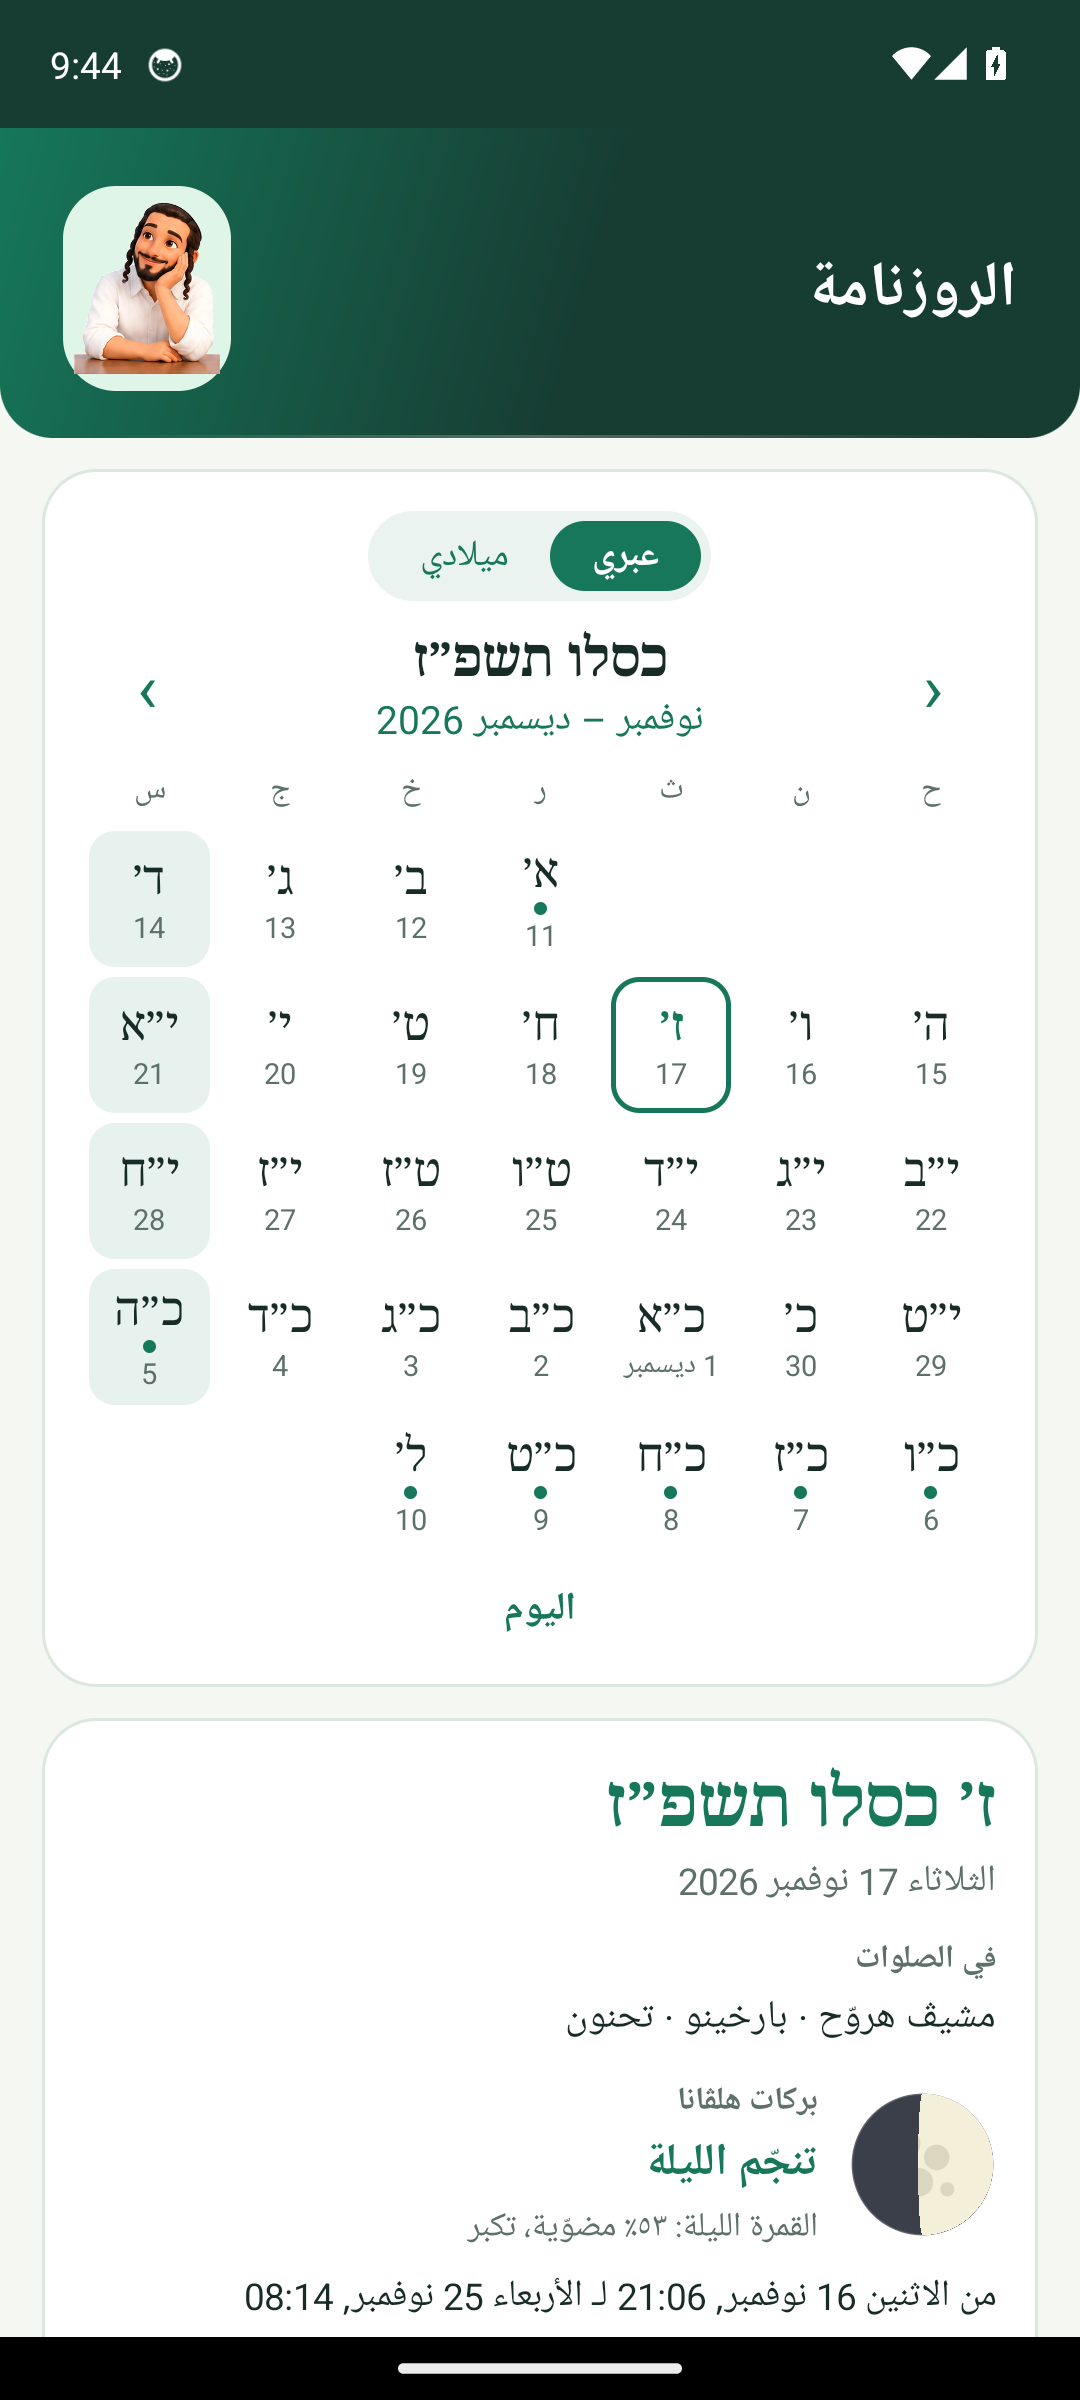 9:44
الروزنامة
عبري ميلادي
כסלו תשפ״ז
نوفمبر – ديسمبر 2026
ح ن ث ر خ ج س
א׳ ב׳ ג׳ ד׳
11 12 13 14
ה׳ ו׳ ז׳ ח׳ ט׳ י׳ י״א
15 16 17 18 19 20 21
י״ב י״ג י״ד ט״ו ט״ז י״ז י״ח
22 23 24 25 26 27 28
י״ט כ׳ כ״א כ״ב כ״ג כ״ד כ״ה
29 30 1 ديسمبر 2 3 4 5
כ״ו כ״ז כ״ח כ״ט ל׳
6 7 8 9 10
اليوم
ז׳ כסלו תשפ״ז
الثلاثاء 17 نوفمبر 2026
في الصلوات
مشيڤ هروّح · بارخينو · تحنون
بركات هلڤانا
تنجّم الليلة
القمرة الليلة: ٥٣٪ مضوّية، تكبر
من الاثنين 16 نوفمبر, 21:06 لـ الأربعاء 25 نوفمبر, 08:14